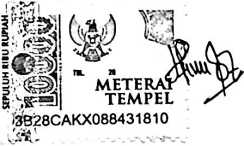 SEPULUH RIBU RUPIAH
10000
TGL. 20
METERAI
TEMPEL
3B28CAKX088431810